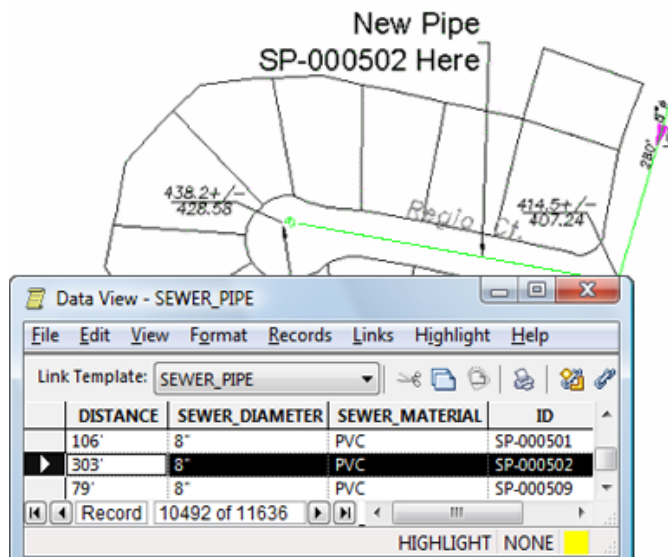 New Pipe
SP-000502 Here
280'
438.2+/-
428.58
Regio Ct.
414.5+/-
407.24
Data View - SEWER_PIPE
File Edit View Format Records Links Highlight Help
Link Template: SEWER_PIPE
DISTANCE SEWER_DIAMETER SEWER_MATERIAL ID
106' 8" PVC SP-000501
303' 8" PVC SP-000502
79' 8" PVC SP-000509
Record 10492 of 11636
HIGHLIGHT NONE